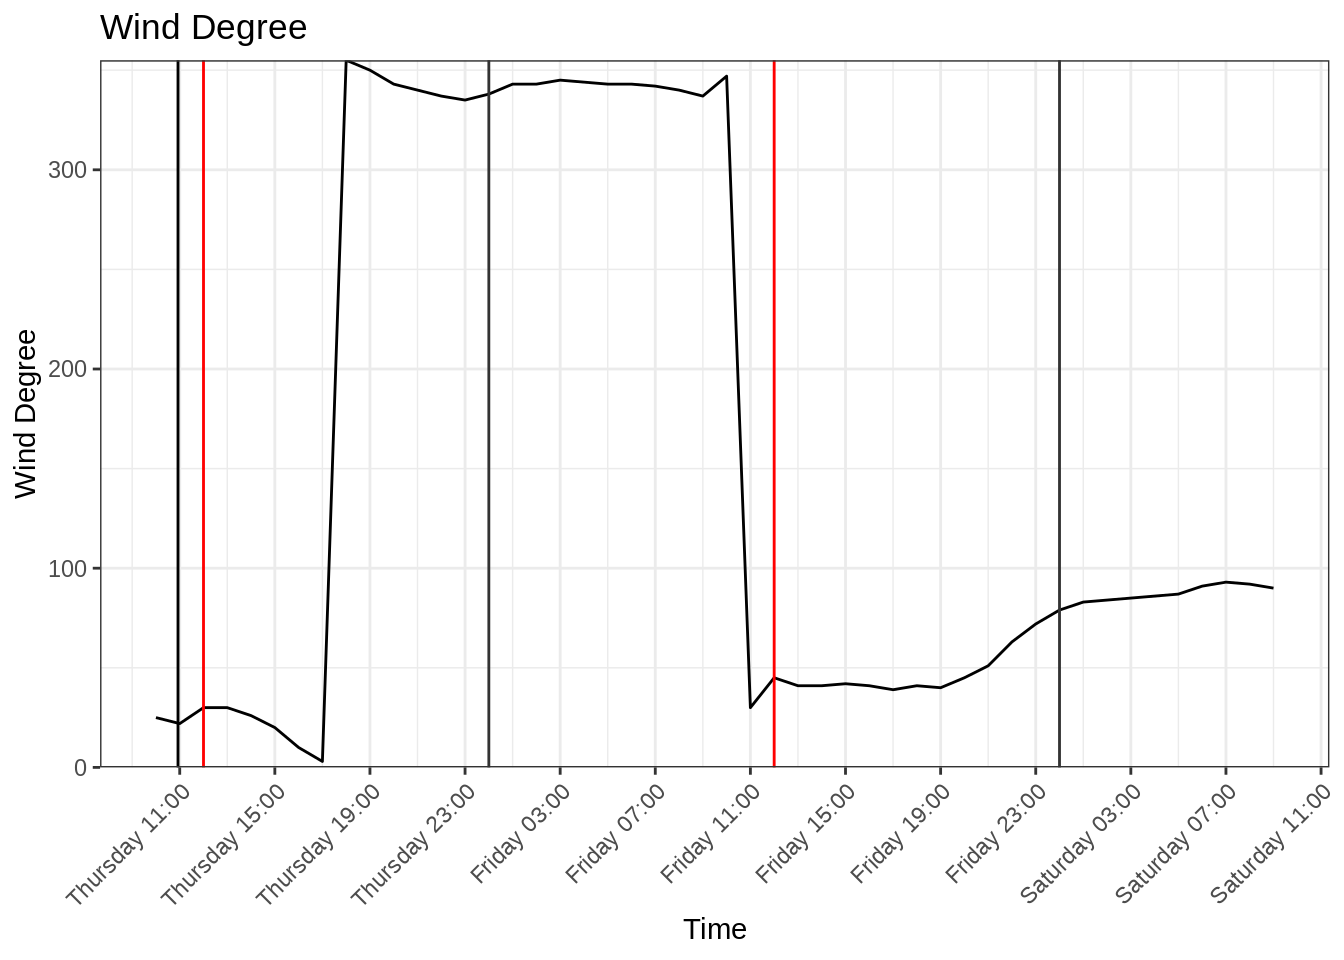 Wind Degree
Wind Degree
300
200
100
0
Thursday 11:00
Thursday 15:00
Thursday 19:00
Thursday 23:00
Friday 03:00
Friday 07:00
Friday 11:00
Friday 15:00
Friday 19:00
Friday 23:00
Saturday 03:00
Saturday 07:00
Saturday 11:00
Time